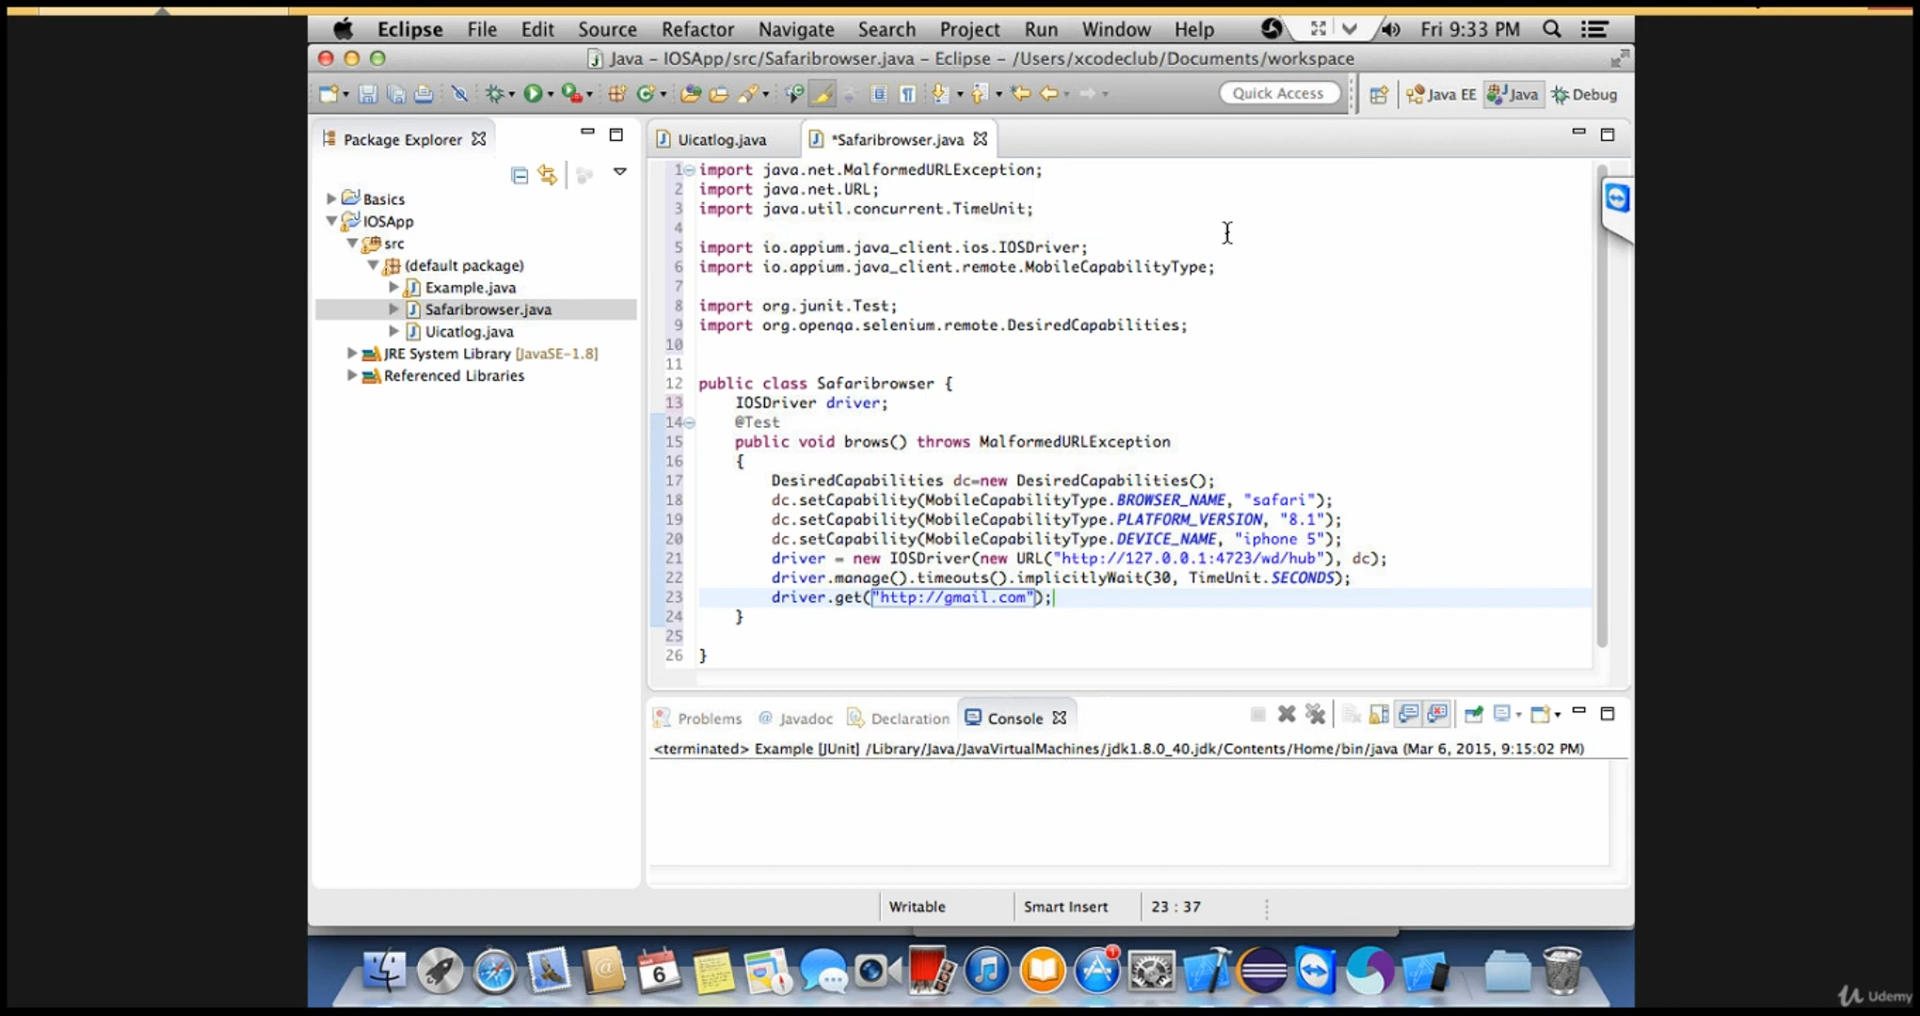 Eclipse File Edit Source Refactor Navigate Search Project Run Window Help Fri 9:33 PM
Java – IOSApp/src/Safaribrowser.java – Eclipse – /Users/xcodeclub/Documents/workspace
Quick Access Java EE Java Debug
Package Explorer
Basics
IOSApp
src
(default package)
Example.java
Safaribrowser.java
Uicatlog.java
JRE System Library [JavaSE-1.8]
Referenced Libraries
Uicatlog.java *Safaribrowser.java
1 import java.net.MalformedURLException;
2 import java.net.URL;
3 import java.util.concurrent.TimeUnit;
4
5 import io.appium.java_client.ios.IOSDriver;
6 import io.appium.java_client.remote.MobileCapabilityType;
7
8 import org.junit.Test;
9 import org.openqa.selenium.remote.DesiredCapabilities;
10
11
12 public class Safaribrowser {
13 IOSDriver driver;
14 @Test
15 public void brows() throws MalformedURLException
16 {
17 DesiredCapabilities dc=new DesiredCapabilities();
18 dc.setCapability(MobileCapabilityType.BROWSER_NAME, "safari");
19 dc.setCapability(MobileCapabilityType.PLATFORM_VERSION, "8.1");
20 dc.setCapability(MobileCapabilityType.DEVICE_NAME, "iphone 5");
21 driver = new IOSDriver(new URL("http://127.0.0.1:4723/wd/hub"), dc);
22 driver.manage().timeouts().implicitlyWait(30, TimeUnit.SECONDS);
23 driver.get("http://gmail.com");
24 }
25
26 }
Problems @ Javadoc Declaration Console
<terminated> Example [JUnit] /Library/Java/JavaVirtualMachines/jdk1.8.0_40.jdk/Contents/Home/bin/java (Mar 6, 2015, 9:15:02 PM)
Writable Smart Insert 23 : 37
6
1
Udemy